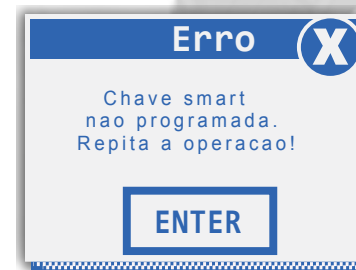 Erro
X
Chave smart
nao programada.
Repita a operacao!
ENTER